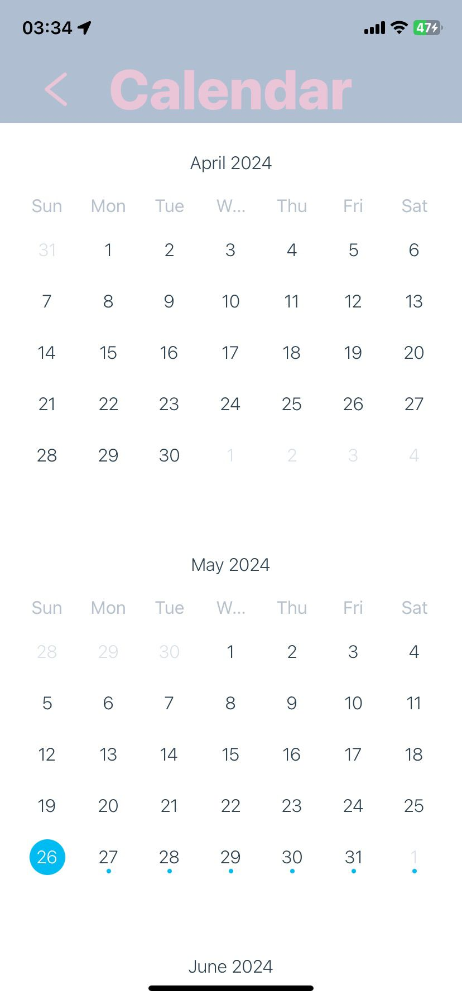 03:34 47
Calendar
April 2024
Sun Mon Tue W... Thu Fri Sat
31 1 2 3 4 5 6
7 8 9 10 11 12 13
14 15 16 17 18 19 20
21 22 23 24 25 26 27
28 29 30 1 2 3 4
May 2024
Sun Mon Tue W... Thu Fri Sat
28 29 30 1 2 3 4
5 6 7 8 9 10 11
12 13 14 15 16 17 18
19 20 21 22 23 24 25
26 27 28 29 30 31 1
June 2024